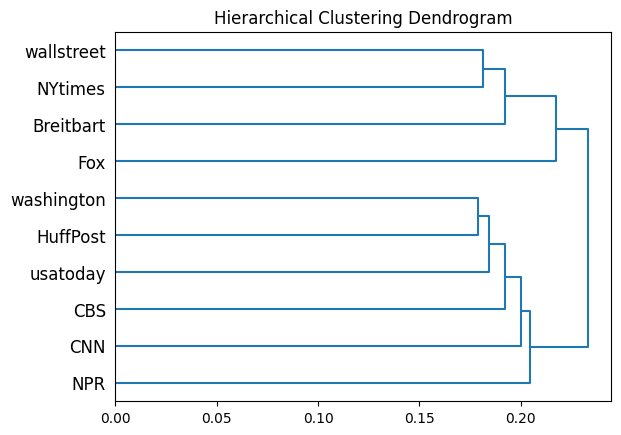 Hierarchical Clustering Dendrogram
wallstreet
NYtimes
Breitbart
Fox
washington
HuffPost
usatoday
CBS
CNN
NPR
0.00 0.05 0.10 0.15 0.20